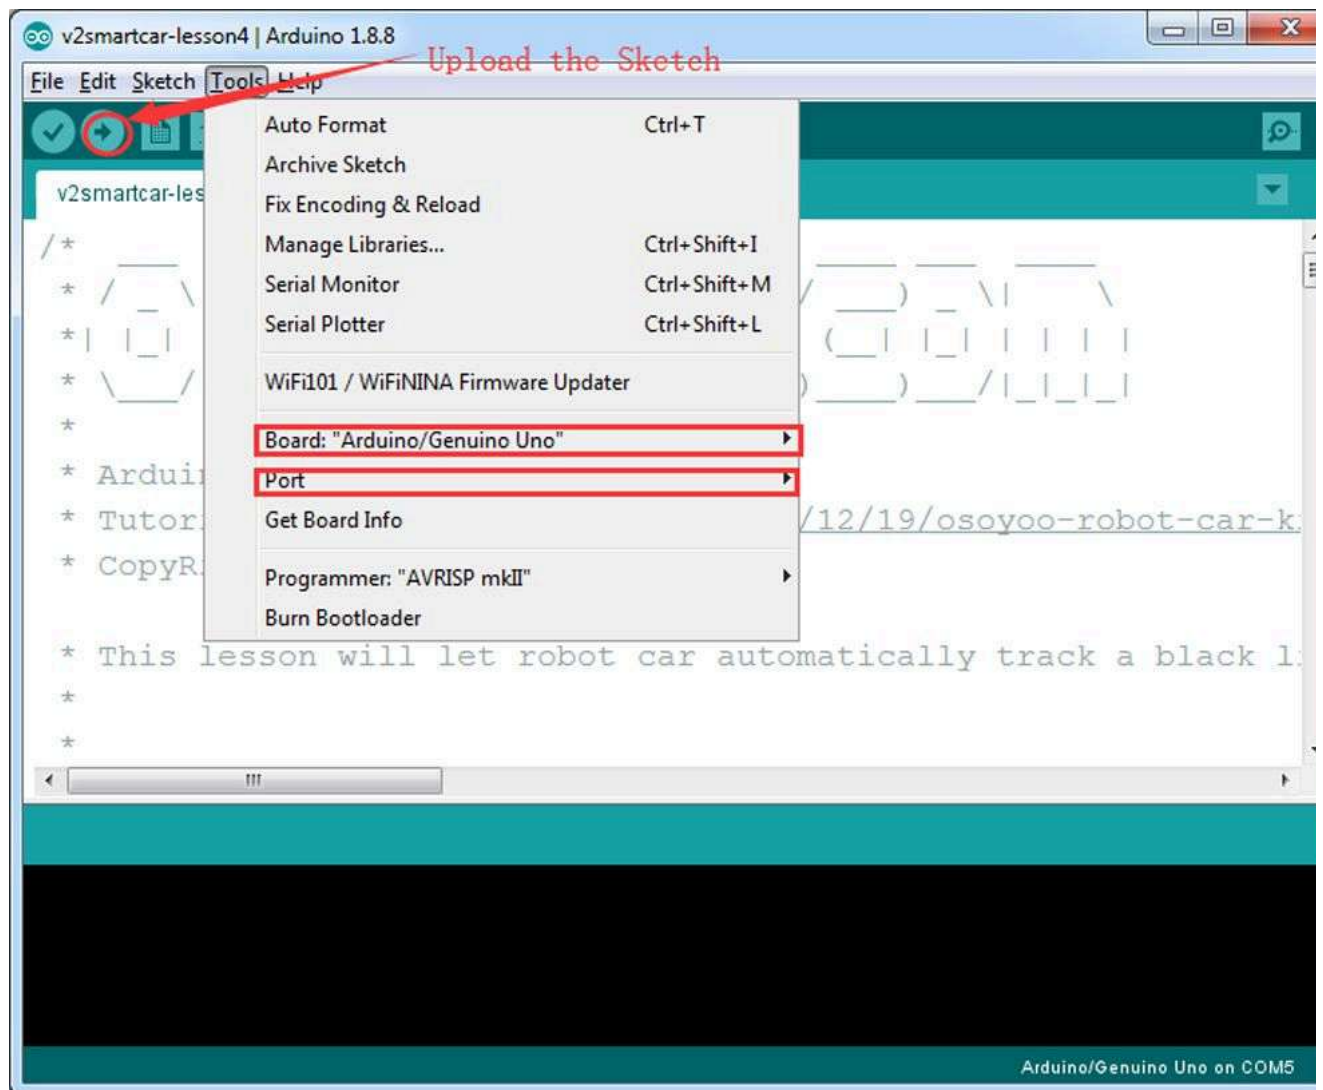 v2smartcar-lesson4 | Arduino 1.8.8
Upload the Sketch
File Edit Sketch Tools Help
Auto Format Ctrl+T
Archive Sketch
v2smartcar-les
Fix Encoding & Reload
Manage Libraries... Ctrl+Shift+I
Serial Monitor Ctrl+Shift+M
Serial Plotter Ctrl+Shift+L
WiFi101 / WiFiNINA Firmware Updater
Board: "Arduino/Genuino Uno"
* Ardui
Port
* Tutor /12/19/osoyoo-robot-car-k
Get Board Info
* CopyR
Programmer: "AVRISP mkII"
Burn Bootloader
* This lesson will let robot car automatically track a black l
*
*
Arduino/Genuino Uno on COM5